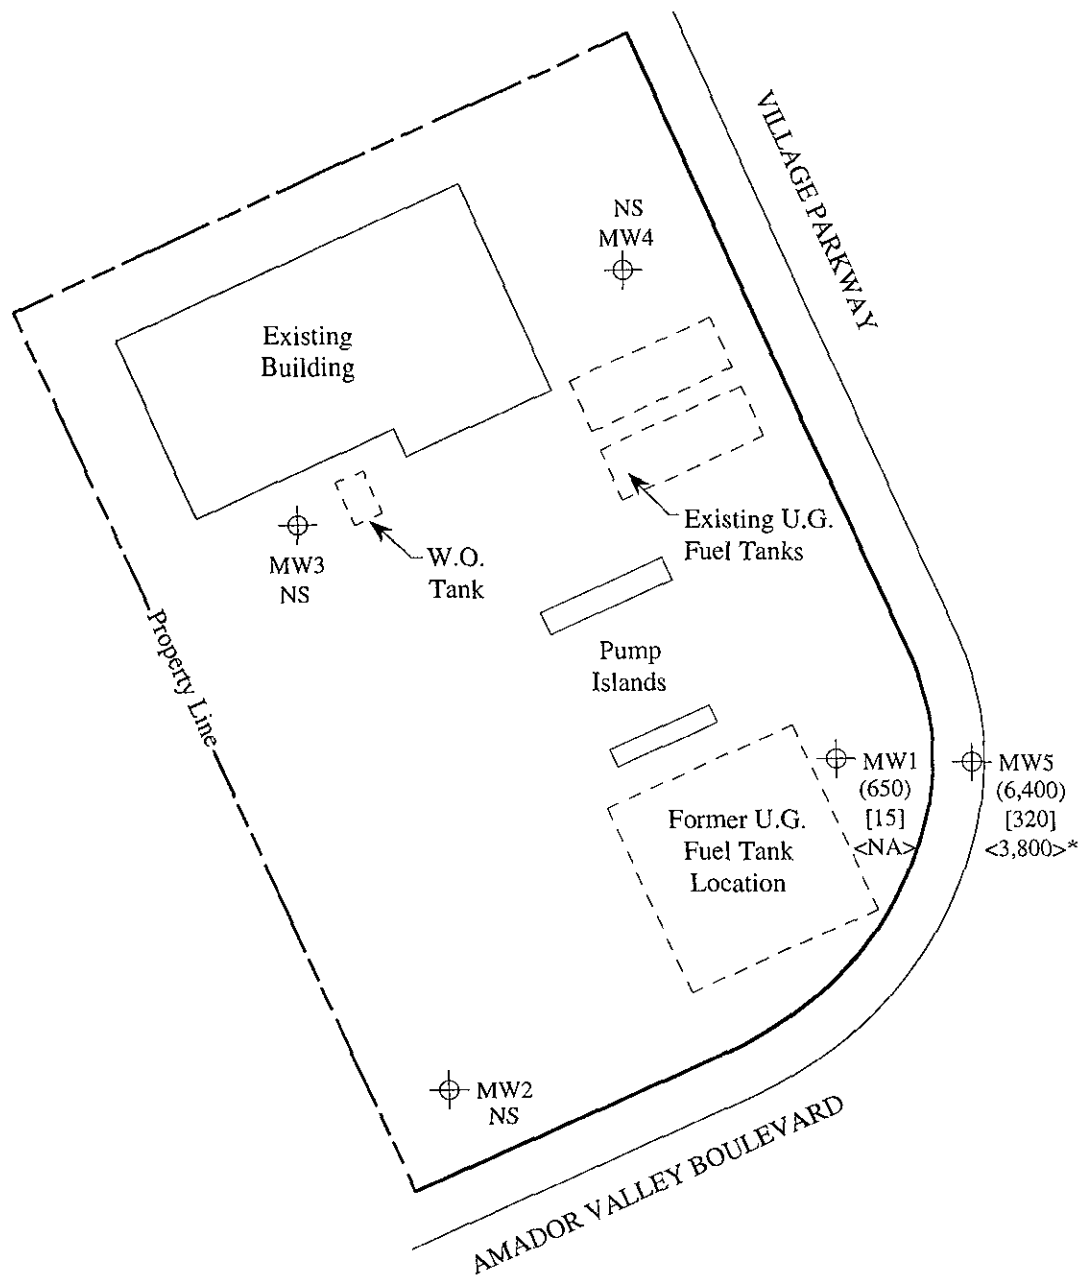 VILLAGE PARKWAY
NS
MW4
Existing
Building
Existing U.G.
Fuel Tanks
MW3
NS
W.O.
Tank
Property Line
Pump
Islands
MW1
(650)
[15]
<NA>
MW5
(6,400)
[320]
<3,800>*
Former U.G.
Fuel Tank
Location
MW2
NS
AMADOR VALLEY BOULEVARD